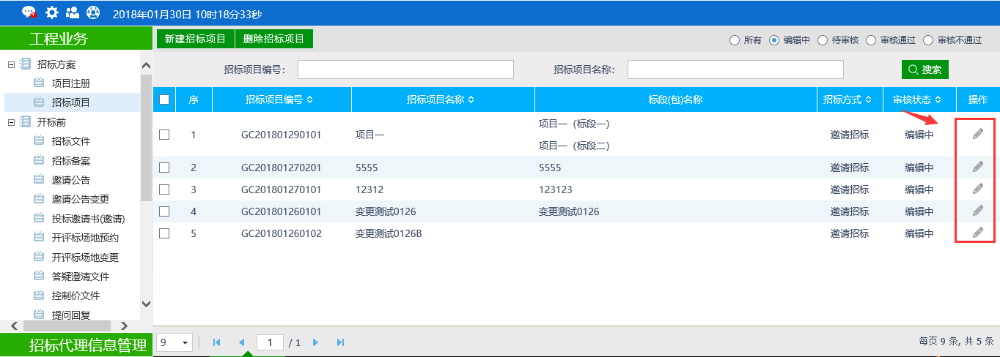 2018年01月30日 10时18分33秒
工程业务
招标方案
项目注册
招标项目
开标前
招标文件
招标备案
邀请公告
邀请公告变更
投标邀请书(邀请)
开评标场地预约
开评标场地变更
答疑澄清文件
控制价文件
提问回复
招标代理信息管理
新建招标项目 删除招标项目 所有 编辑中 待审核 审核通过 审核不通过
招标项目编号: 招标项目名称: 搜索
序 招标项目编号 招标项目名称 标段(包)名称 招标方式 审核状态 操作
1 GC201801290101 项目一 项目一（标段一） 邀请招标 编辑中
项目一（标段二）
2 GC201801270201 5555 5555 邀请招标 编辑中
3 GC201801270101 12312 123123 邀请招标 编辑中
4 GC201801260101 变更测试0126 变更测试0126 邀请招标 编辑中
5 GC201801260102 变更测试0126B 邀请招标 编辑中
9 1 / 1 每页 9 条, 共 5 条